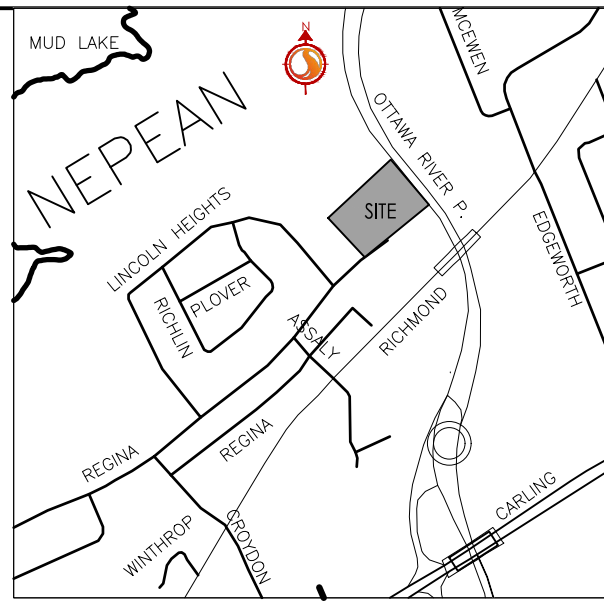 N
MUD LAKE
MCEWEN
NEPEAN
OTTAWA RIVER P.
SITE
LINCOLN HEIGHTS
EDGEWORTH
PLOVER
RICHLIN
ASSALY
RICHMOND
REGINA
REGINA
CARLING
WINTHROP
CROYDON